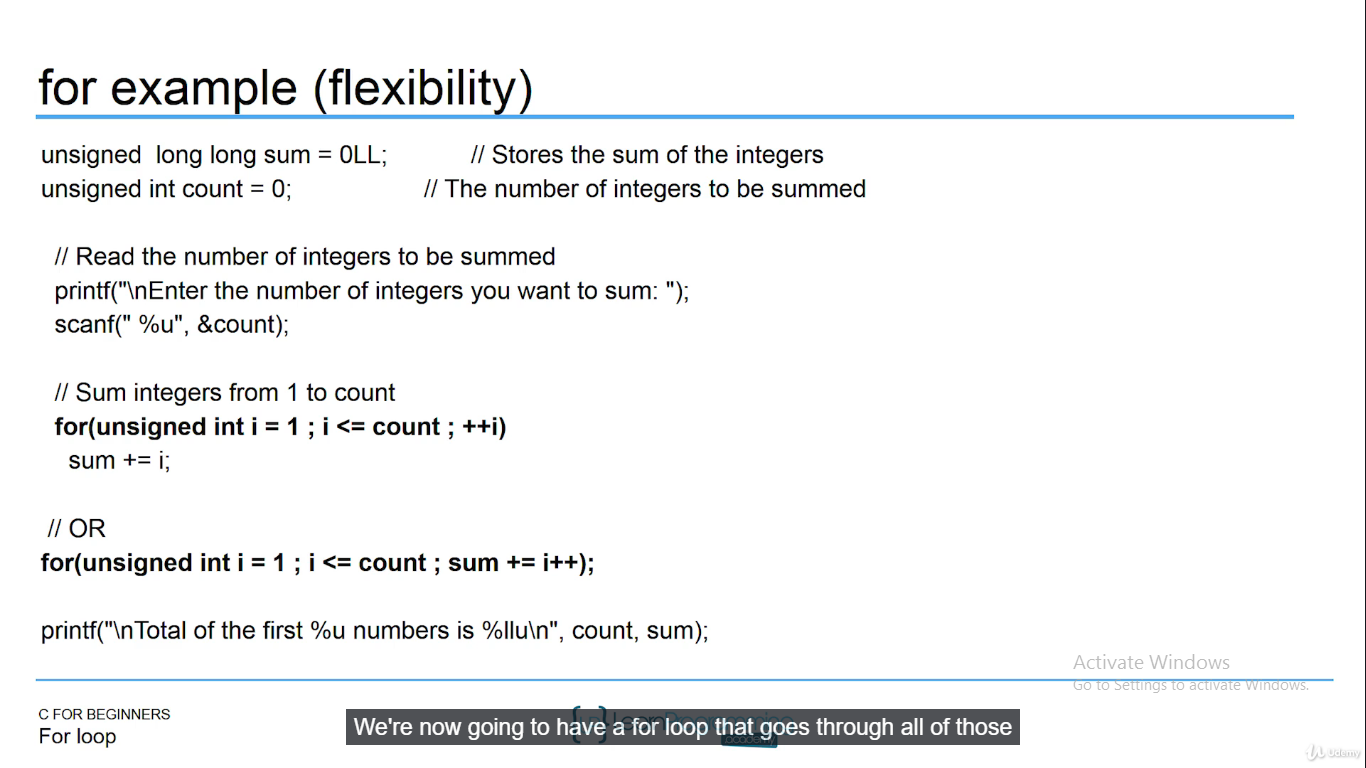 for example (flexibility)
unsigned  long long sum = 0LL;            // Stores the sum of the integers
unsigned int count = 0;                   // The number of integers to be summed
// Read the number of integers to be summed
printf("\nEnter the number of integers you want to sum: ");
scanf(" %u", &count);
// Sum integers from 1 to count
for(unsigned int i = 1 ; i <= count ; ++i)
sum += i;
// OR
for(unsigned int i = 1 ; i <= count ; sum += i++);
printf("\nTotal of the first %u numbers is %llu\n", count, sum);
Activate Windows
Go to Settings to activate Windows.
C FOR BEGINNERS
For loop
We're now going to have a for loop that goes through all of those
Udemy